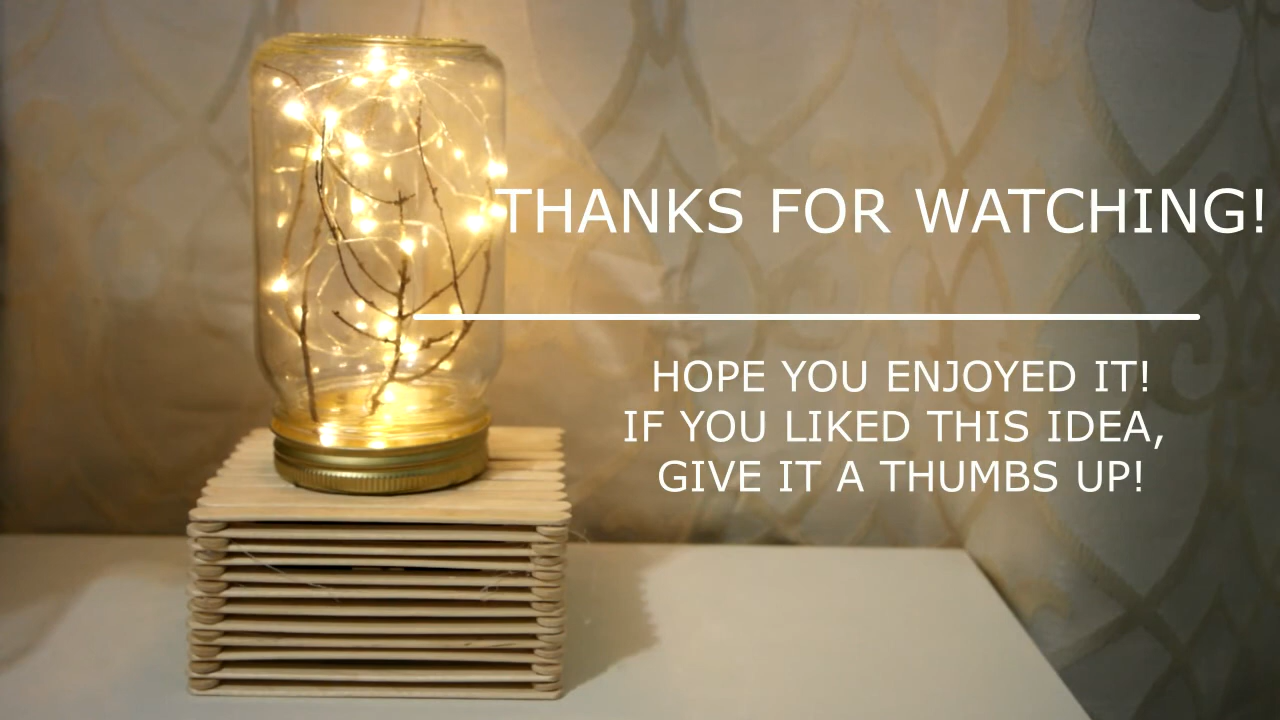 THANKS FOR WATCHING!
HOPE YOU ENJOYED IT!
IF YOU LIKED THIS IDEA,
GIVE IT A THUMBS UP!